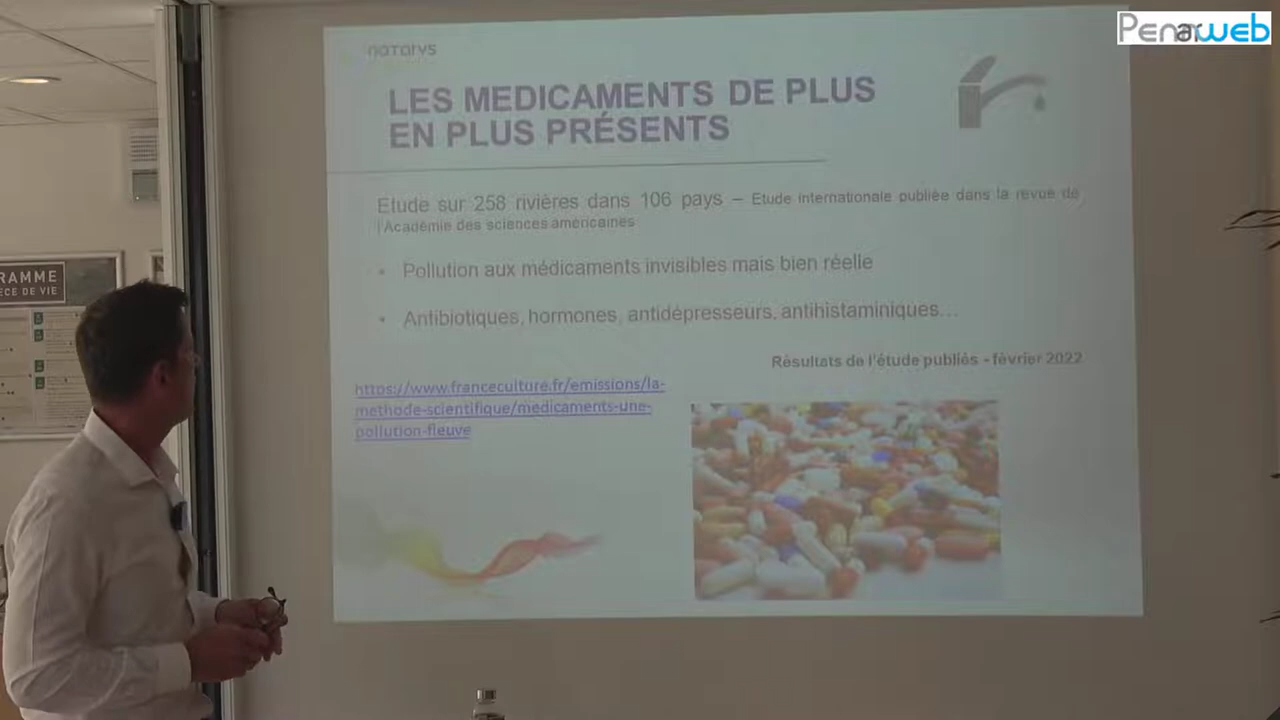 Penarweb
natarys
LES MEDICAMENTS DE PLUS
EN PLUS PRÉSENTS
Etude sur 258 rivières dans 106 pays – Etude internationale publiée dans la revue de
l'Académie des sciences américaines
• Pollution aux médicaments invisibles mais bien réelle
• Antibiotiques, hormones, antidépresseurs, antihistaminiques…
Résultats de l'étude publiés - février 2022
https://www.franceculture.fr/emissions/la-
methode-scientifique/medicaments-une-
pollution-fleuve
RAMME
ECE DE VIE